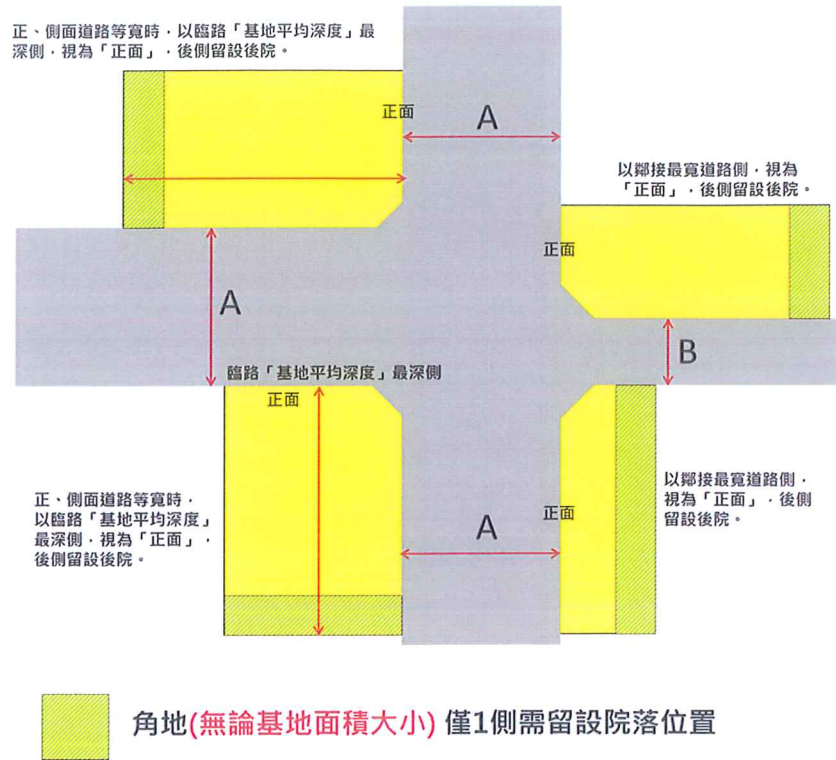 正、側面道路等寬時，以臨路「基地平均深度」最
深側，視為「正面」，後側留設後院。
正面
A
以鄰接最寬道路側，視為
「正面」，後側留設後院。
正面
A
B
臨路「基地平均深度」最深側
正面
正、側面道路等寬時，
以臨路「基地平均深度」
最深側，視為「正面」，
後側留設後院。
A
正面
以鄰接最寬道路側，
視為「正面」，後側
留設後院。
角地(無論基地面積大小) 僅1側需留設院落位置